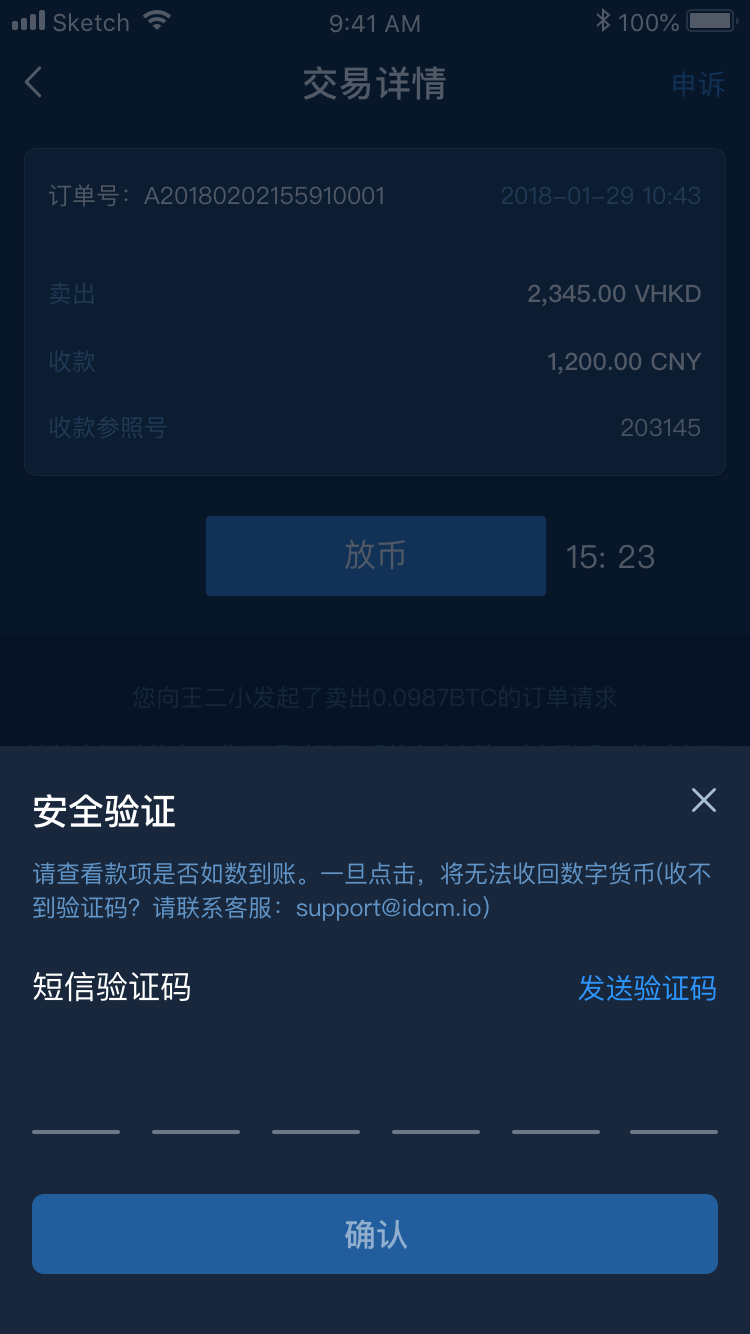 Sketch 9:41 AM 100%
交易详情 申诉
订单号：A20180202155910001 2018-01-29 10:43
卖出 2,345.00 VHKD
收款 1,200.00 CNY
收款参照号 203145
放币 15: 23
您向王二小发起了卖出0.0987BTC的订单请求
安全验证
请查看款项是否如数到账。一旦点击，将无法收回数字货币(收不
到验证码？请联系客服：support@idcm.io)
短信验证码 发送验证码
确认